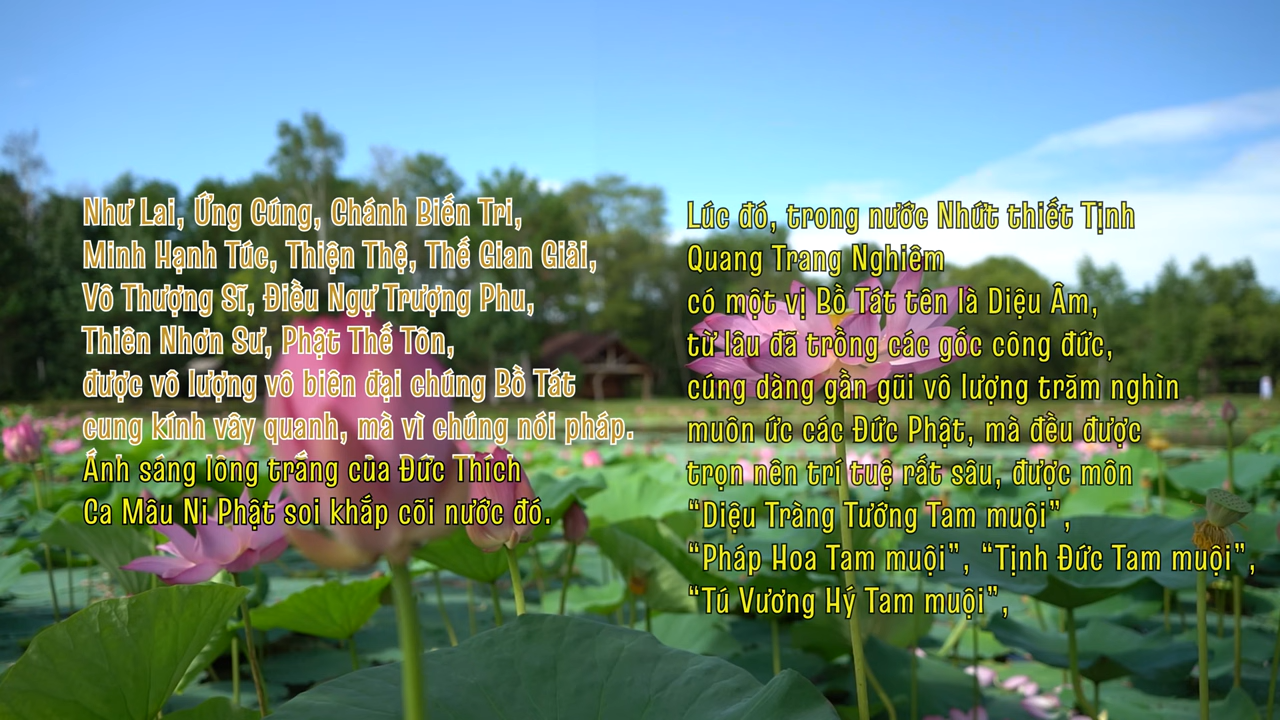 Như Lai, Ứng Cúng, Chánh Biến Tri,
Minh Hạnh Túc, Thiện Thệ, Thế Gian Giải,
Vô Thượng Sĩ, Điều Ngự Trượng Phu,
Thiên Nhơn Sư, Phật Thế Tôn,
được vô lượng vô biên đại chúng Bồ Tát
cung kính vây quanh, mà vì chúng nói pháp.
Ánh sáng lông trắng của Đức Thích
Ca Mâu Ni Phật soi khắp cõi nước đó.
Lúc đó, trong nước Nhứt thiết Tịnh
Quang Trang Nghiêm
có một vị Bồ Tát tên là Diệu Âm,
từ lâu đã trồng các gốc công đức,
cúng dàng gần gũi vô lượng trăm nghìn
muôn ức các Đức Phật, mà đều được
trọn nên trí tuệ rất sâu, được môn
“Diệu Tràng Tướng Tam muội”,
“Pháp Hoa Tam muội”, “Tịnh Đức Tam muội”,
“Tú Vương Hý Tam muội”,